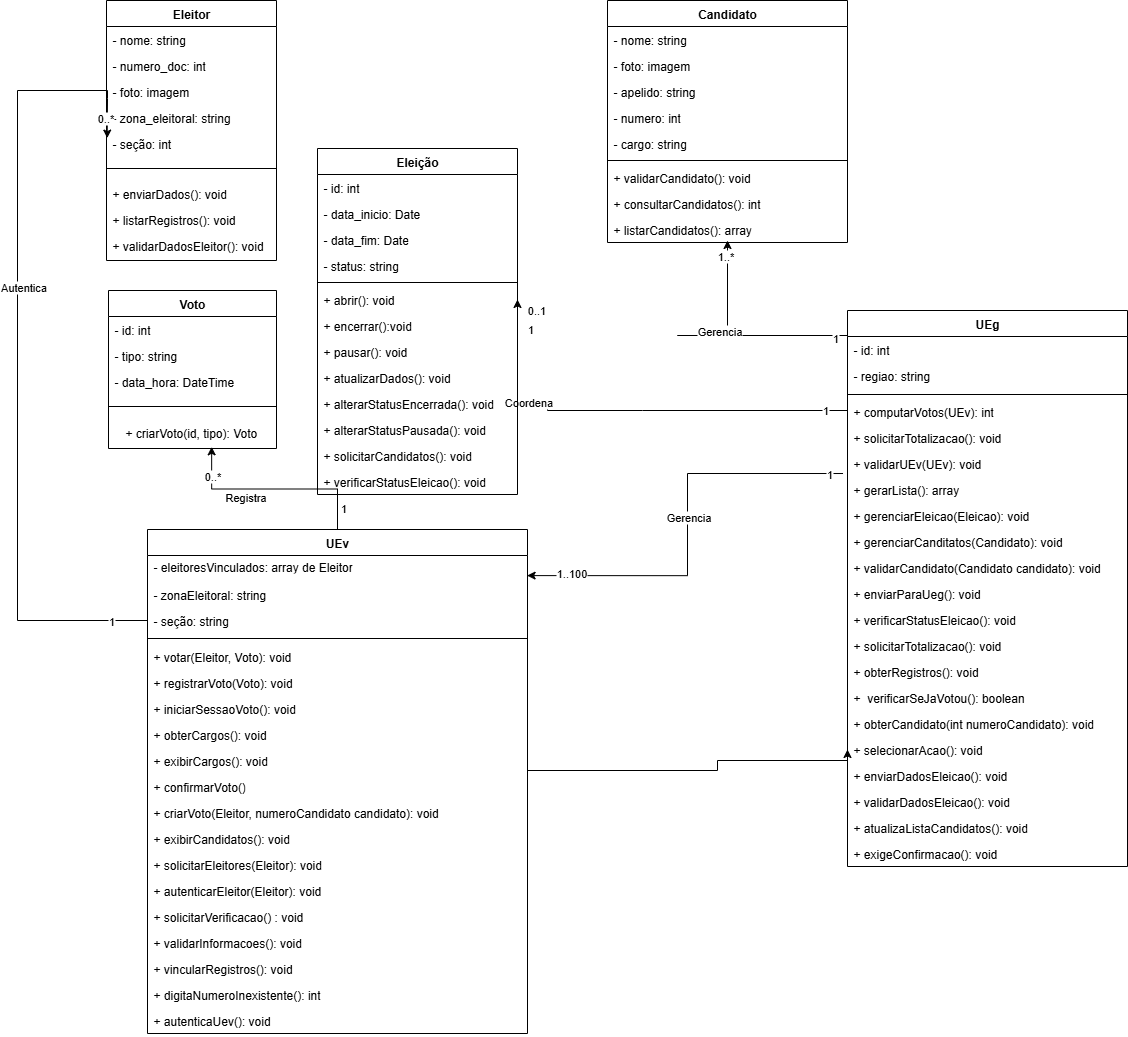 Eleitor
- nome: string
- numero_doc: int
- foto: imagem
- zona_eleitoral: string
- seção: int
+ enviarDados(): void
+ listarRegistros(): void
+ validarDadosEleitor(): void
0..*
Autentica
1
Candidato
- nome: string
- foto: imagem
- apelido: string
- numero: int
- cargo: string
+ validarCandidato(): void
+ consultarCandidatos(): int
+ listarCandidatos(): array
1..*
Gerencia
1
Eleição
- id: int
- data_inicio: Date
- data_fim: Date
- status: string
+ abrir(): void
+ encerrar():void
+ pausar(): void
+ atualizarDados(): void
+ alterarStatusEncerrada(): void
+ alterarStatusPausada(): void
+ solicitarCandidatos(): void
+ verificarStatusEleicao(): void
0..1
1
Coordena
1
Voto
- id: int
- tipo: string
- data_hora: DateTime
+ criarVoto(id, tipo): Voto
0..*
Registra
1
UEg
- id: int
- regiao: string
+ computarVotos(UEv): int
+ solicitarTotalizacao(): void
+ validarUEv(UEv): void
+ gerarLista(): array
+ gerenciarEleicao(Eleicao): void
+ gerenciarCanditatos(Candidato): void
+ validarCandidato(Candidato candidato): void
+ enviarParaUeg(): void
+ verificarStatusEleicao(): void
+ solicitarTotalizacao(): void
+ obterRegistros(): void
+  verificarSeJaVotou(): boolean
+ obterCandidato(int numeroCandidato): void
+ selecionarAcao(): void
+ enviarDadosEleicao(): void
+ validarDadosEleicao(): void
+ atualizaListaCandidatos(): void
+ exigeConfirmacao(): void
1
Gerencia
1..100
UEv
- eleitoresVinculados: array de Eleitor
- zonaEleitoral: string
- seção: string
+ votar(Eleitor, Voto): void
+ registrarVoto(Voto): void
+ iniciarSessaoVoto(): void
+ obterCargos(): void
+ exibirCargos(): void
+ confirmarVoto()
+ criarVoto(Eleitor, numeroCandidato candidato): void
+ exibirCandidatos(): void
+ solicitarEleitores(Eleitor): void
+ autenticarEleitor(Eleitor): void
+ solicitarVerificacao() : void
+ validarInformacoes(): void
+ vincularRegistros(): void
+ digitaNumeroInexistente(): int
+ autenticaUev(): void